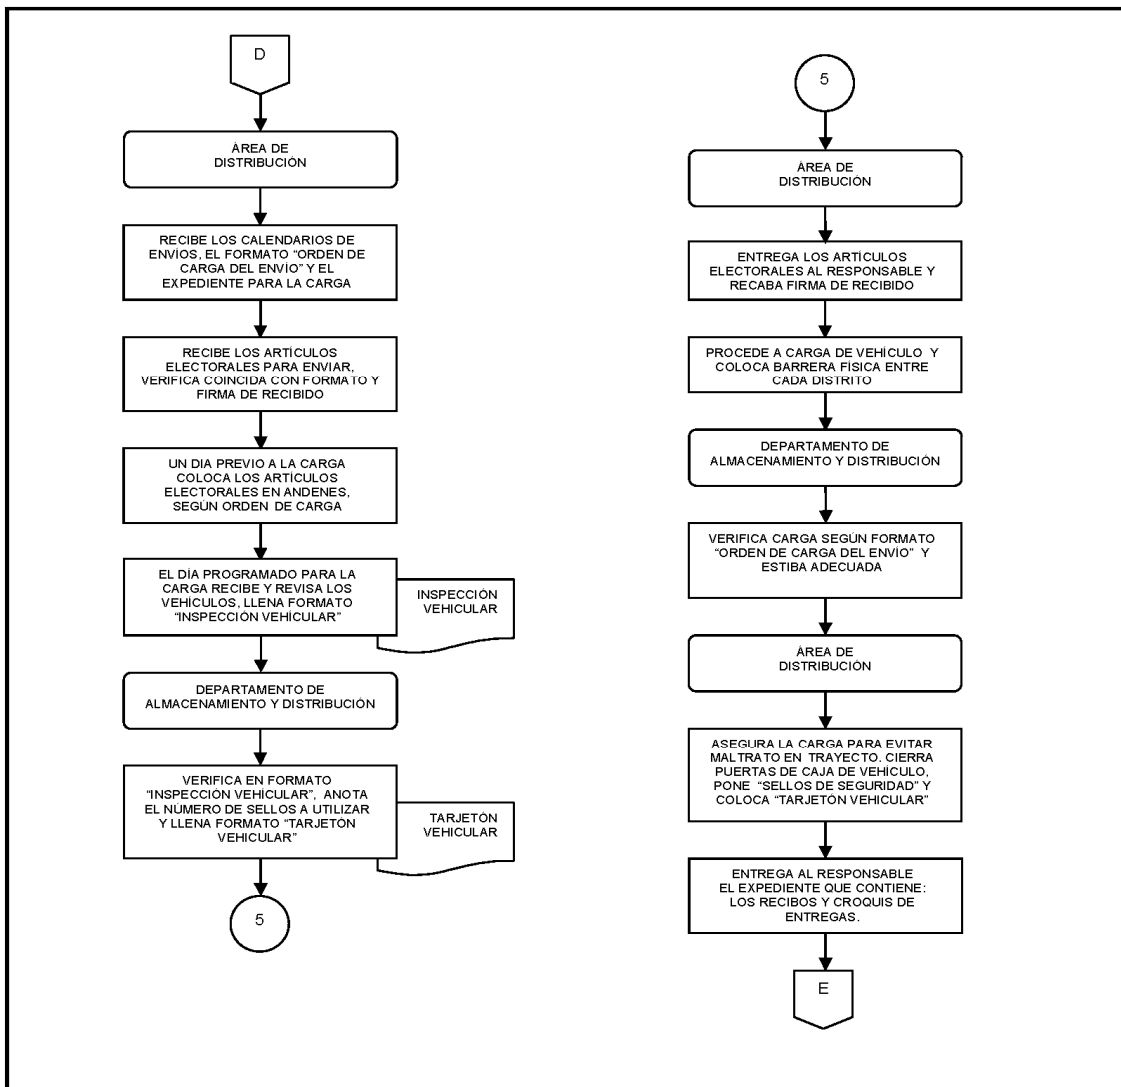 D
ÁREA DE
DISTRIBUCIÓN
RECIBE LOS CALENDARIOS DE
ENVÍOS, EL FORMATO “ORDEN DE
CARGA DEL ENVÍO” Y EL
EXPEDIENTE PARA LA CARGA
RECIBE LOS ARTÍCULOS
ELECTORALES PARA ENVIAR,
VERIFICA COINCIDA CON FORMATO Y
FIRMA DE RECIBIDO
UN DIA PREVIO A LA CARGA
COLOCA LOS ARTÍCULOS
ELECTORALES EN ANDENES,
SEGÚN ORDEN DE CARGA
EL DÍA PROGRAMADO PARA LA
CARGA RECIBE Y REVISA LOS
VEHÍCULOS, LLENA FORMATO
“INSPECCIÓN VEHÍCULAR”
INSPECCIÓN
VEHICULAR
DEPARTAMENTO DE
ALMACENAMIENTO Y DISTRIBUCIÓN
VERIFICA EN FORMATO
“INSPECCIÓN VEHÍCULAR”, ANOTA
EL NÚMERO DE SELLOS A UTILIZAR
Y LLENA FORMATO “TARJETÓN
VEHICULAR”
TARJETÓN
VEHICULAR
5
5
ÁREA DE
DISTRIBUCIÓN
ENTREGA LOS ARTÍCULOS
ELECTORALES AL RESPONSABLE Y
RECABA FIRMA DE RECIBIDO
PROCEDE A CARGA DE VEHÍCULO Y
COLOCA BARRERA FÍSICA ENTRE
CADA DISTRITO
DEPARTAMENTO DE
ALMACENAMIENTO Y DISTRIBUCIÓN
VERIFICA CARGA SEGÚN FORMATO
“ORDEN DE CARGA DEL ENVÍO” Y
ESTIBA ADECUADA
ÁREA DE
DISTRIBUCIÓN
ASEGURA LA CARGA PARA EVITAR
MALTRATO EN TRAYECTO. CIERRA
PUERTAS DE CAJA DE VEHÍCULO,
PONE “SELLOS DE SEGURIDAD” Y
COLOCA “TARJETÓN VEHICULAR”
ENTREGA AL RESPONSABLE
EL EXPEDIENTE QUE CONTIENE:
LOS RECIBOS Y CROQUIS DE
ENTREGAS.
E